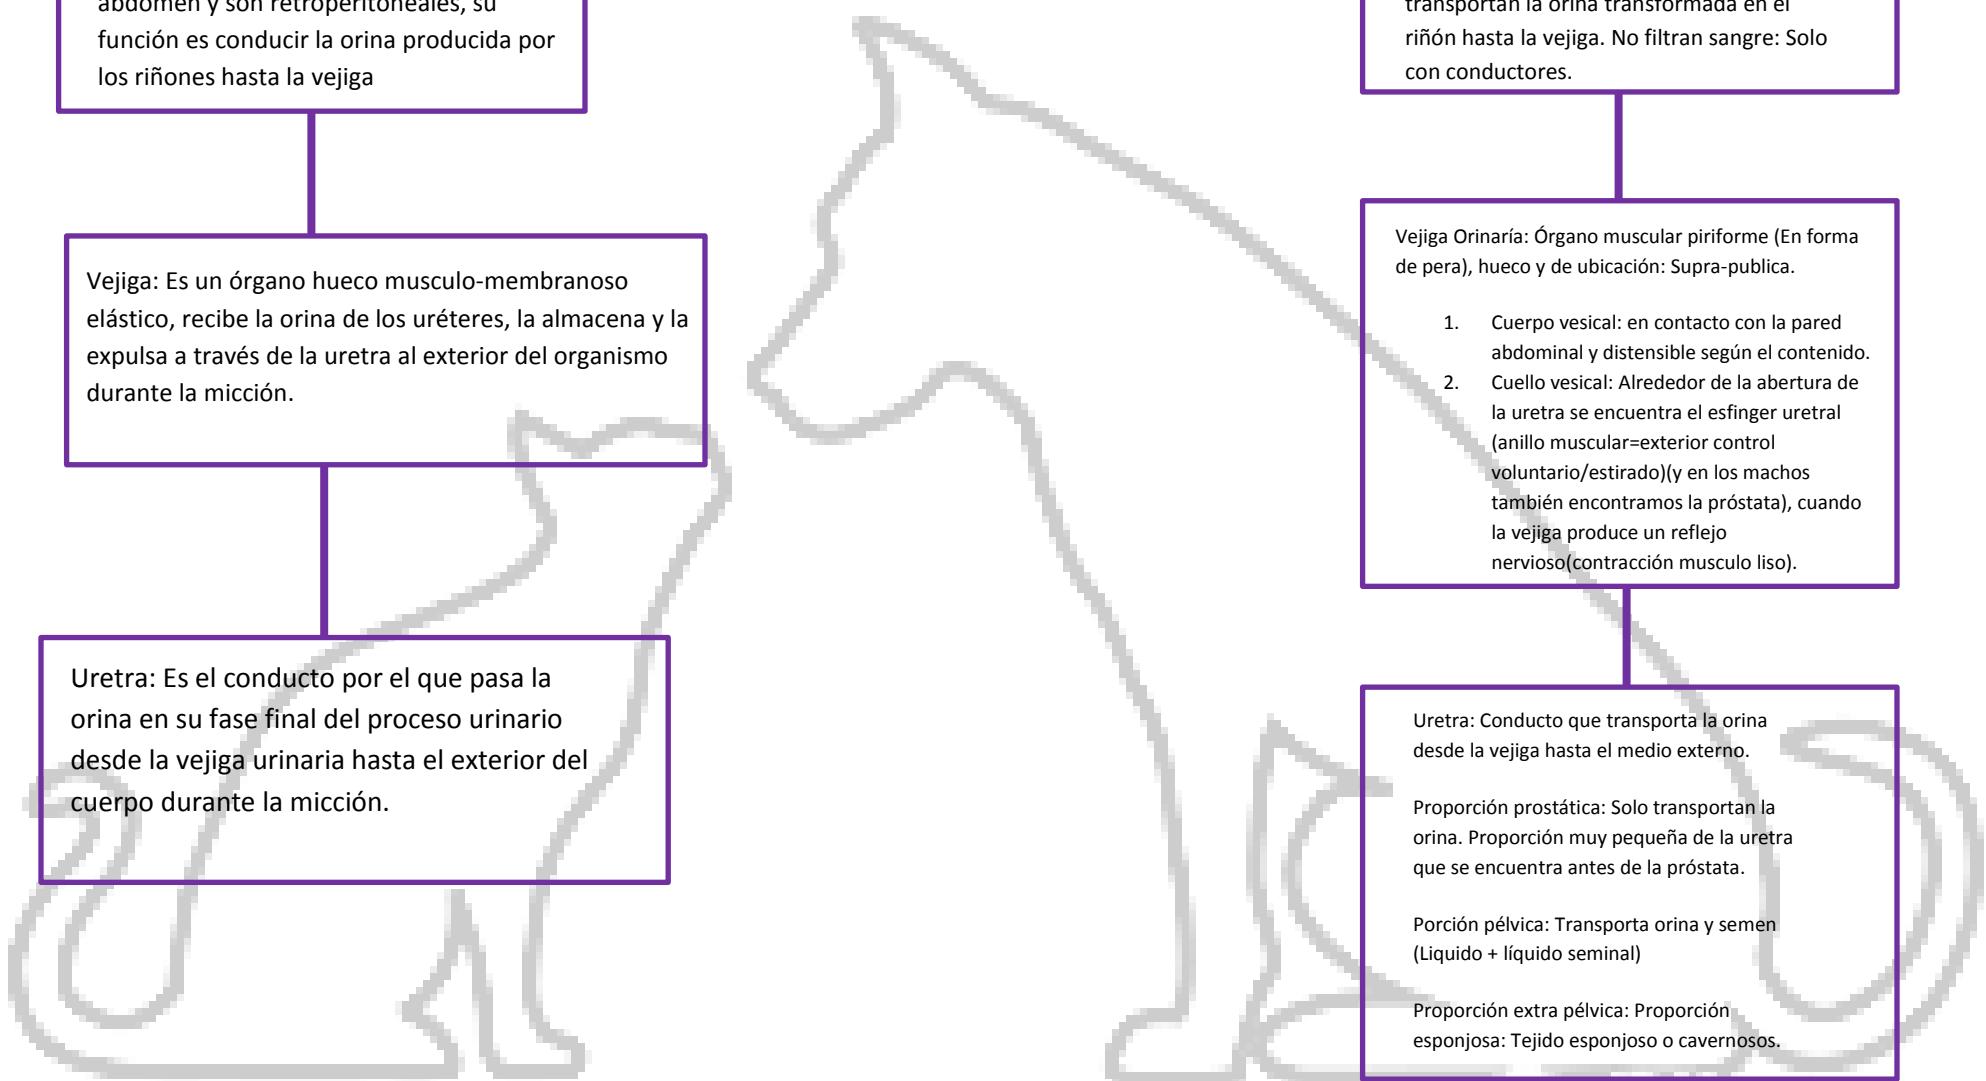 abdomen y son retroperitoneales, su
función es conducir la orina producida por
los riñones hasta la vejiga
Vejiga: Es un órgano hueco musculo-membranoso
elástico, recibe la orina de los uréteres, la almacena y la
expulsa a través de la uretra al exterior del organismo
durante la micción.
Uretra: Es el conducto por el que pasa la
orina en su fase final del proceso urinario
desde la vejiga urinaria hasta el exterior del
cuerpo durante la micción.
transportan la orina transformada en el
riñón hasta la vejiga. No filtran sangre: Solo
con conductores.
Vejiga Orinaría: Órgano muscular piriforme (En forma
de pera), hueco y de ubicación: Supra-publica.
1. Cuerpo vesical: en contacto con la pared
abdominal y distensible según el contenido.
2. Cuello vesical: Alrededor de la abertura de
la uretra se encuentra el esfinger uretral
(anillo muscular=exterior control
voluntario/estirado)(y en los machos
también encontramos la próstata), cuando
la vejiga produce un reflejo
nervioso(contracción musculo liso).
Uretra: Conducto que transporta la orina
desde la vejiga hasta el medio externo.
Proporción prostática: Solo transportan la
orina. Proporción muy pequeña de la uretra
que se encuentra antes de la próstata.
Porción pélvica: Transporta orina y semen
(Liquido + líquido seminal)
Proporción extra pélvica: Proporción
esponjosa: Tejido esponjoso o cavernosos.